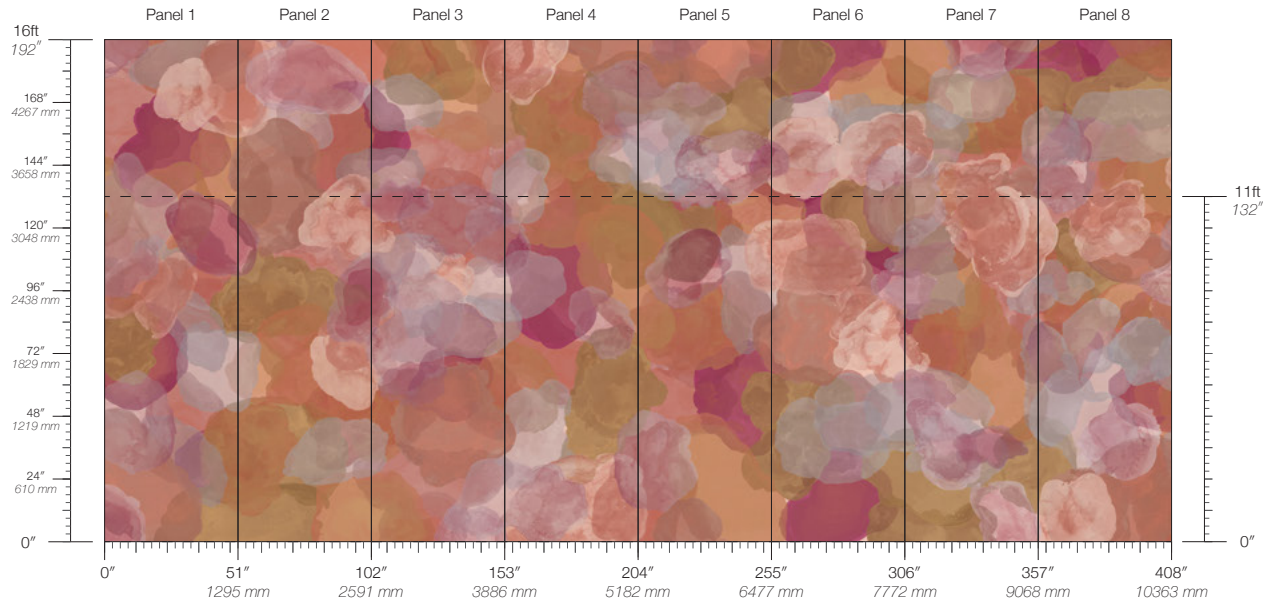 Panel 1 Panel 2 Panel 3 Panel 4 Panel 5 Panel 6 Panel 7 Panel 8
16ft
192″
168″
4267 mm
144″
3658 mm
11ft
132″
120″
3048 mm
96″
2438 mm
72″
1829 mm
48″
1219 mm
24″
610 mm
0″ 0″
0″ 51″ 102″ 153″ 204″ 255″ 306″ 357″ 408″
1295 mm 2591 mm 3886 mm 5182 mm 6477 mm 7772 mm 9068 mm 10363 mm